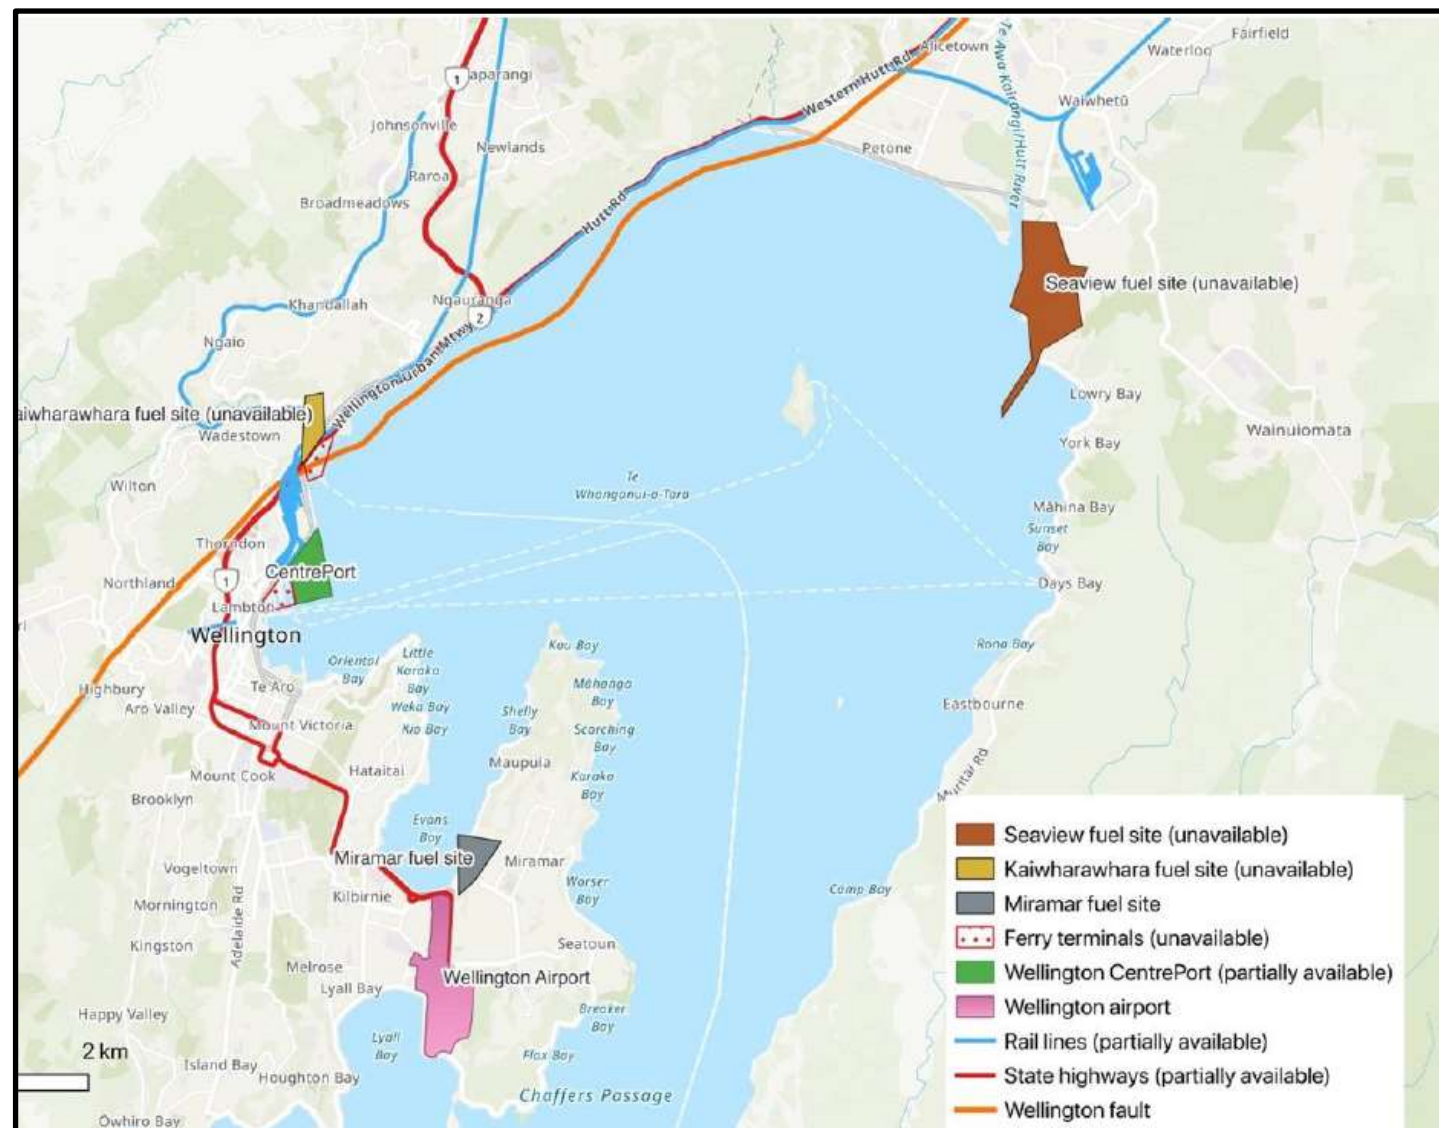 Fairfield
Alicetown
Waterloo
Te Awa Kairangi/Hutt River
1
aparangi
Western Hutt Rd
Waiwhetū
Johnsonville
Newlands
Petone
Raroa
Broadmeadows
Hutt Rd
Seaview fuel site (unavailable)
Khandallah
Ngauranga
2
Ngaio
Wellington Urban Mtwy
aiwharawhara fuel site (unavailable)
Wadestown
Lowry Bay
Wainuiomata
York Bay
Wilton
Te
Whanganui-a-Tara
Māhina Bay
Sunset
Bay
Thorndon
CentrePort
Northland
1
Days Bay
Lambton
Wellington
Oriental
Bay
Little
Karaka
Bay
Kau Bay
Rona Bay
Highbury
Te Aro
Weka Bay
Māhanga
Bay
Aro Valley
Shelly
Bay
Eastbourne
Mount Victoria
Kio Bay
Scorching
Bay
Mount Cook
Hataitai
Maupuia
Karaka
Bay
Muritai Rd
Brooklyn
Evans
Bay
Miramar fuel site
Miramar
Vogeltown
Worser
Bay
Camp Bay
Mornington
Kilbirnie
Adelaide Rd
Kingston
Seatoun
Melrose
Wellington Airport
Lyall Bay
Happy Valley
Breaker
Bay
Lyall
Bay
2 km
Island Bay
Flax Bay
Houghton Bay
Chaffers Passage
Ōwhiro Bay
Seaview fuel site (unavailable)
Kaiwharawhara fuel site (unavailable)
Miramar fuel site
Ferry terminals (unavailable)
Wellington CentrePort (partially available)
Wellington airport
Rail lines (partially available)
State highways (partially available)
Wellington fault